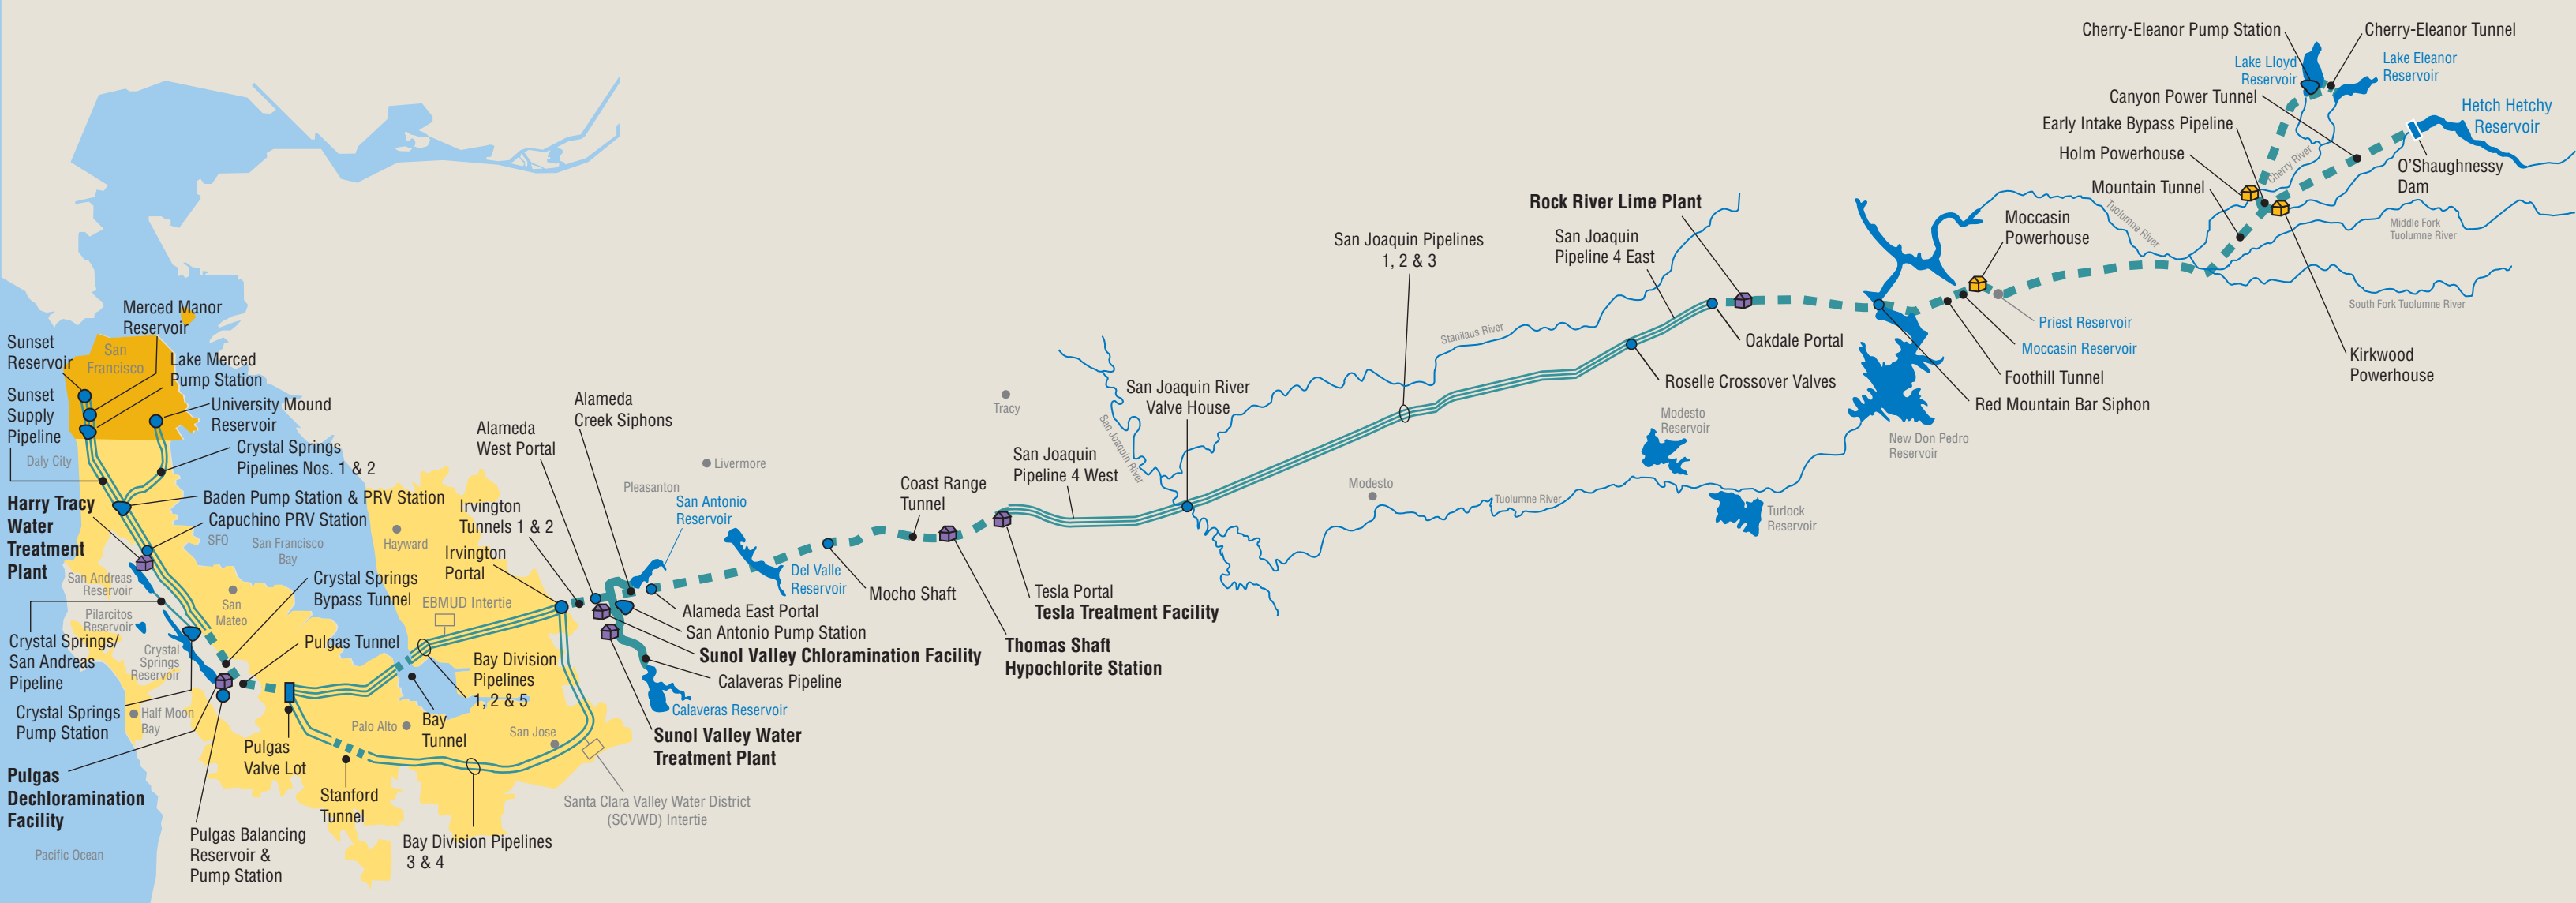 Cherry-Eleanor Pump Station
Cherry-Eleanor Tunnel
Lake Lloyd
Reservoir
Lake Eleanor
Reservoir
Canyon Power Tunnel
Hetch Hetchy
Reservoir
Early Intake Bypass Pipeline
Holm Powerhouse
Cherry River
O'Shaughnessy
Dam
Mountain Tunnel
Rock River Lime Plant
Moccasin
Powerhouse
Tuolumne River
Middle Fork
Tuolumne River
San Joaquin Pipelines
1, 2 & 3
San Joaquin
Pipeline 4 East
South Fork Tuolumne River
Priest Reservoir
Moccasin Reservoir
Kirkwood
Powerhouse
Foothill Tunnel
Red Mountain Bar Siphon
Oakdale Portal
Roselle Crossover Valves
Stanilaus River
New Don Pedro
Reservoir
Modesto
Reservoir
Turlock
Reservoir
Tuolumne River
Modesto
San Joaquin River
Valve House
San Joaquin River
Tracy
San Joaquin
Pipeline 4 West
Coast Range
Tunnel
Tesla Portal
Tesla Treatment Facility
Thomas Shaft
Hypochlorite Station
Mocho Shaft
Del Valle
Reservoir
Livermore
Pleasanton
San Antonio
Reservoir
Alameda
Creek Siphons
Alameda
West Portal
Irvington
Tunnels 1 & 2
Irvington
Portal
Alameda East Portal
San Antonio Pump Station
Sunol Valley Chloramination Facility
Calaveras Pipeline
Calaveras Reservoir
Sunol Valley Water
Treatment Plant
Santa Clara Valley Water District
(SCVWD) Intertie
San Jose
Bay Division
Pipelines
1, 2 & 5
EBMUD Intertie
Hayward
Bay
Tunnel
Palo Alto
Bay Division Pipelines
3 & 4
Stanford
Tunnel
Pulgas
Valve Lot
Pulgas Tunnel
Crystal Springs
Bypass Tunnel
San Francisco
Bay
SFO
San
Mateo
Merced Manor
Reservoir
San
Francisco
Sunset
Reservoir
Lake Merced
Pump Station
Sunset
Supply
Pipeline
University Mound
Reservoir
Crystal Springs
Pipelines Nos. 1 & 2
Daly City
Baden Pump Station & PRV Station
Capuchino PRV Station
Harry Tracy
Water
Treatment
Plant
San Andreas
Reservoir
Pilarcitos
Reservoir
Crystal Springs/
San Andreas
Pipeline
Crystal
Springs
Reservoir
Crystal Springs
Pump Station
Half Moon
Bay
Pulgas
Dechloramination
Facility
Pulgas Balancing
Reservoir &
Pump Station
Pacific Ocean